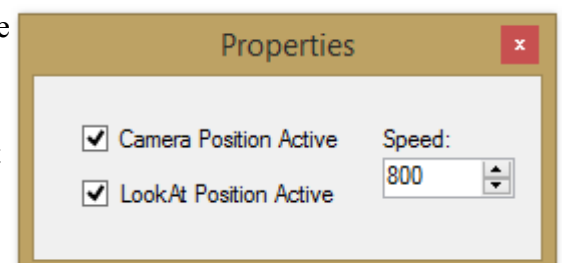 e
Properties
x
Camera Position Active
Speed:
800
LookAt Position Active